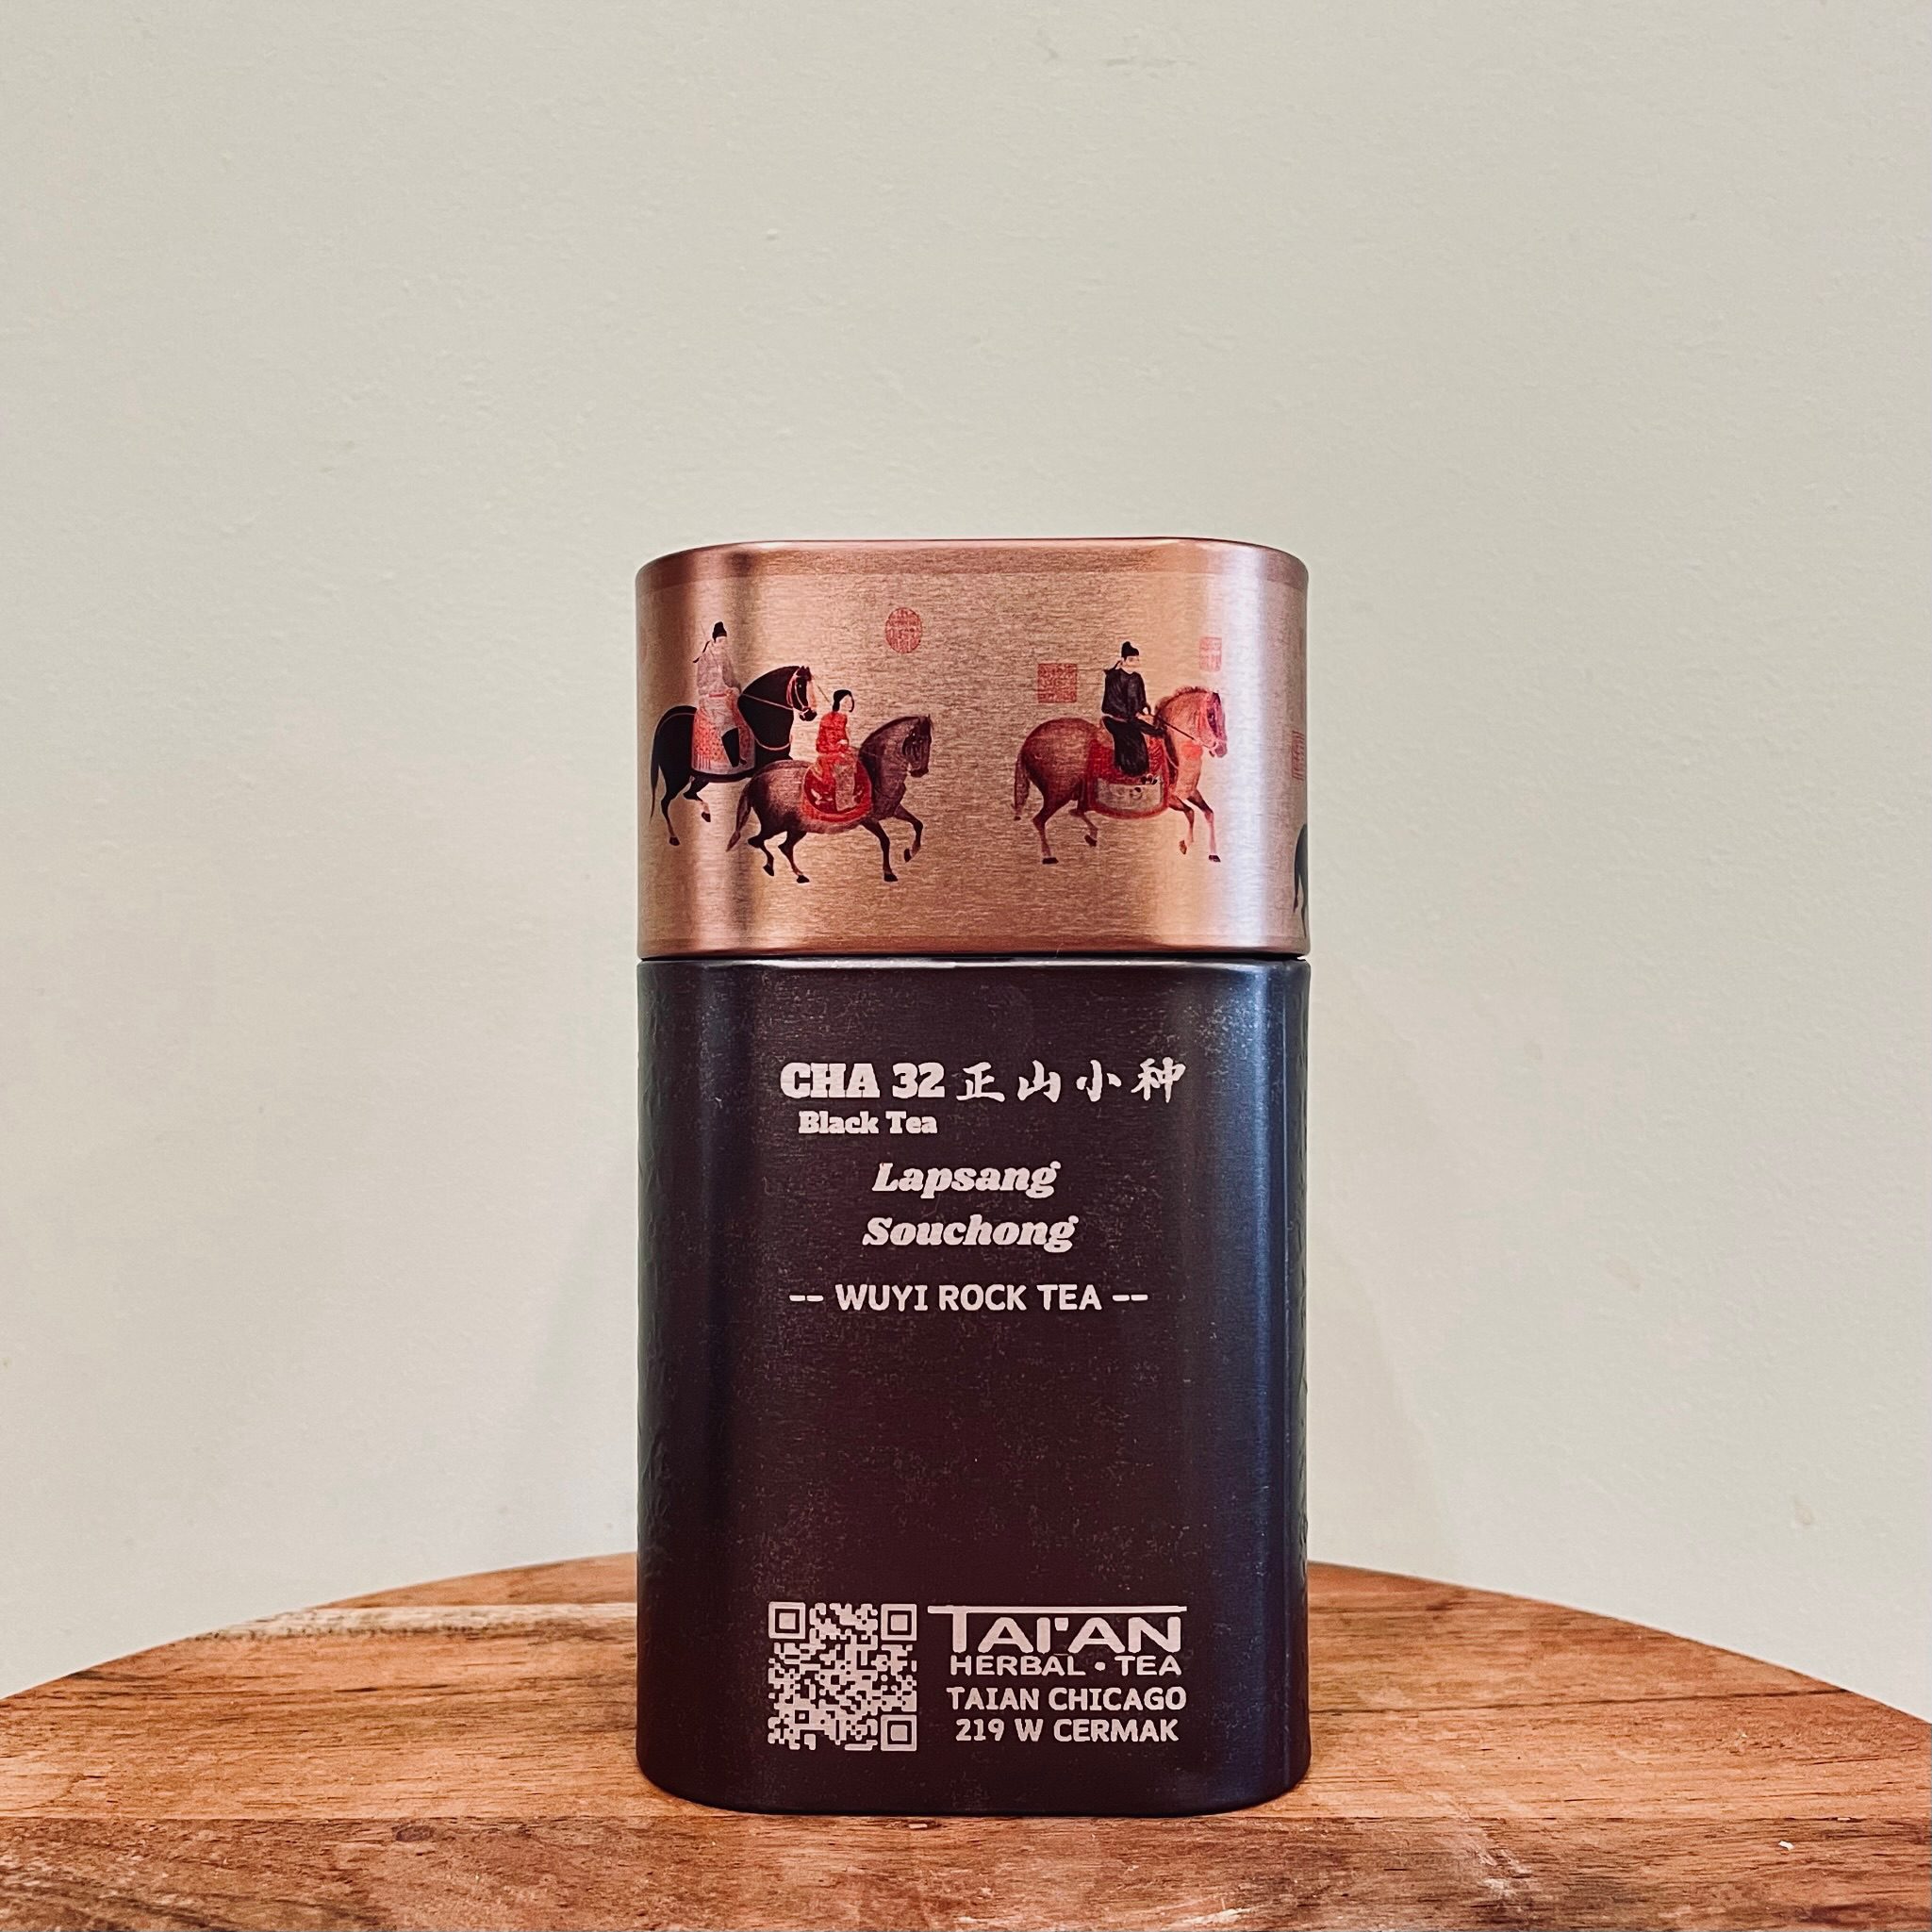 CHA 32 正山小种
Black Tea
Lapsang
Souchong
-- WUYI ROCK TEA --
TAI'AN
HERBAL • TEA
TAIAN CHICAGO
219 W CERMAK